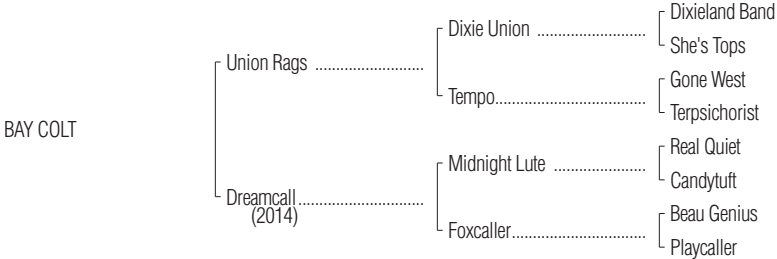 Dixieland Band
Dixie Union ..........................
She's Tops
Union Rags ..........................
Gone West
Tempo....................................
Terpsichorist
BAY COLT
Real Quiet
Midnight Lute ......................
Candytuft
Dreamcall..............................
(2014)
Beau Genius
Foxcaller................................
Playcaller